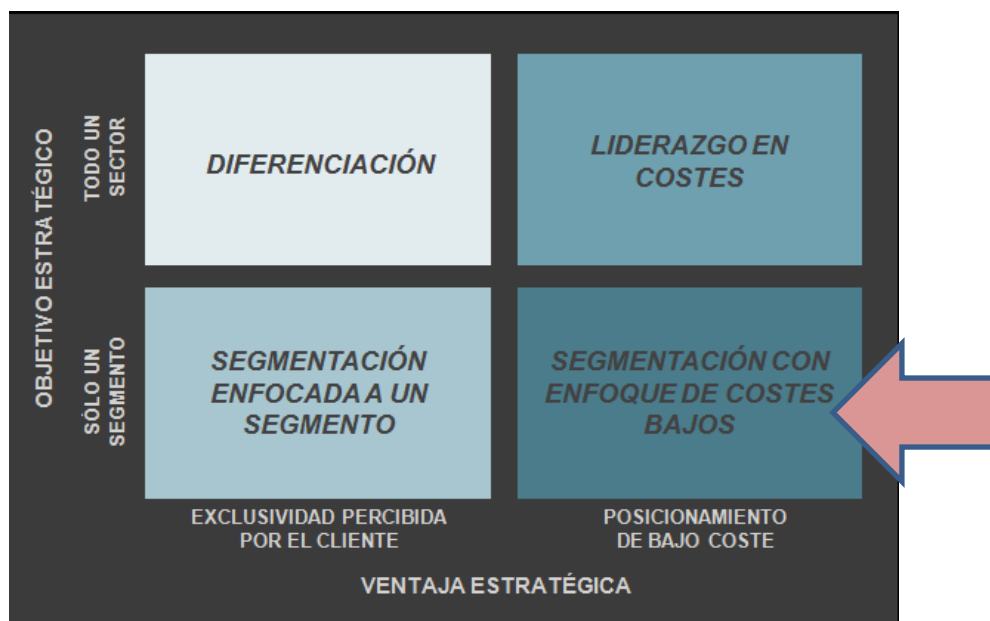 OBJETIVO ESTRATÉGICO
TODO UN
SECTOR
DIFERENCIACIÓN
LIDERAZGO EN
COSTES
SÓLO UN
SEGMENTO
SEGMENTACIÓN
ENFOCADA A UN
SEGMENTO
SEGMENTACIÓN CON
ENFOQUE DE COSTES
BAJOS
EXCLUSIVIDAD PERCIBIDA
POR EL CLIENTE
POSICIONAMIENTO
DE BAJO COSTE
VENTAJA ESTRATÉGICA